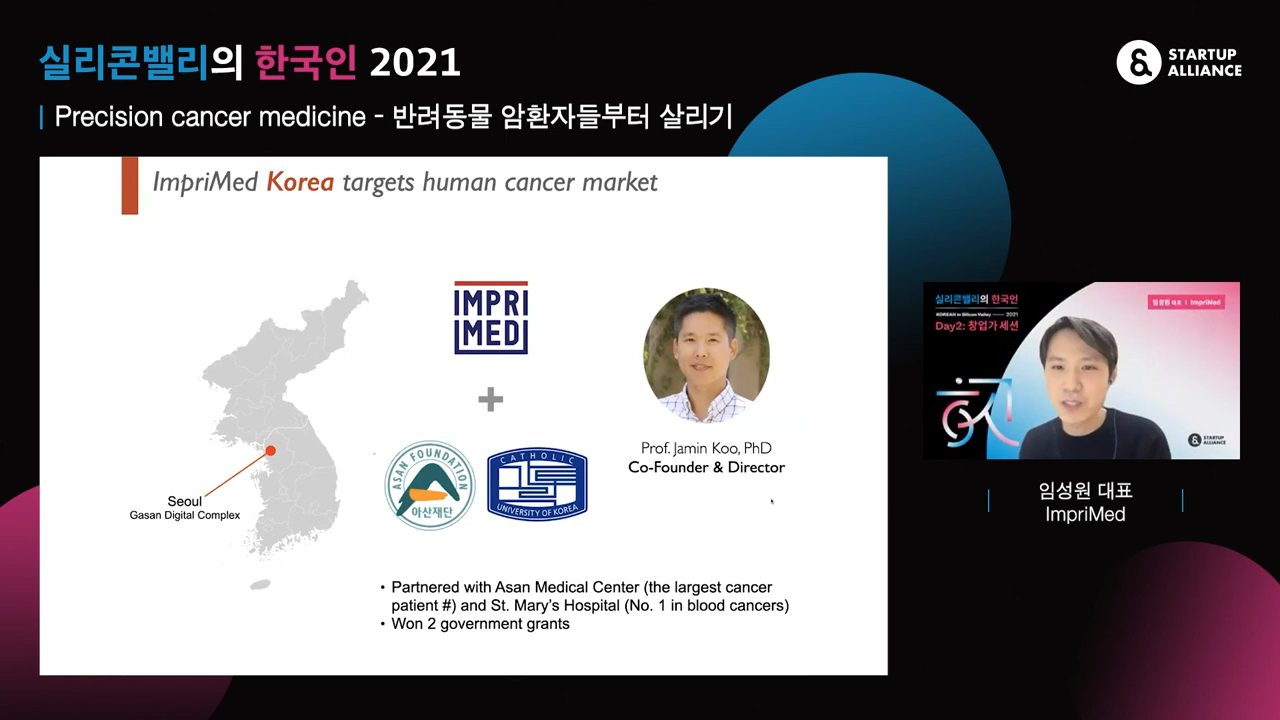 실리콘밸리의 한국인 2021
STARTUP
ALLIANCE
Precision cancer medicine - 반려동물 암환자들부터 살리기
ImpriMed Korea targets human cancer market
IMPRI
MED
ASAN FOUNDATION
아산재단
CATHOLIC
UNIVERSITY OF KOREA
Prof. Jamin Koo, PhD
Co-Founder & Director
Seoul
Gasan Digital Complex
• Partnered with Asan Medical Center (the largest cancer
patient #) and St. Mary's Hospital (No. 1 in blood cancers)
• Won 2 government grants
실리콘밸리의 한국인
KOREAN in Silicon Valley 2021
Day2: 창업가 세션
임성원 대표 | ImpriMed
STARTUP
ALLIANCE
임성원 대표
ImpriMed